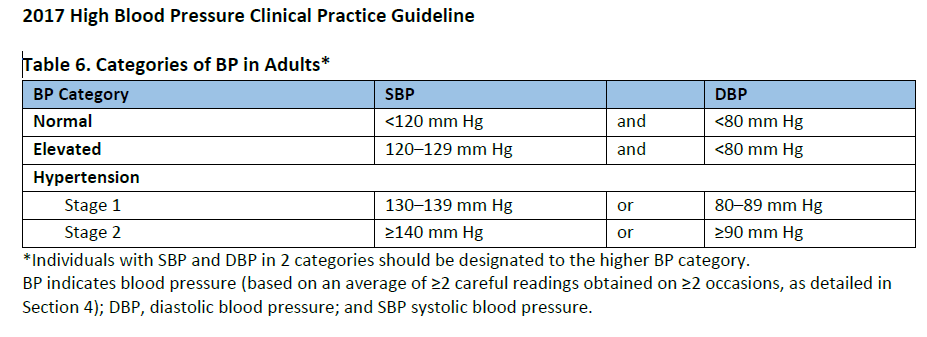 2017 High Blood Pressure Clinical Practice Guideline
Table 6. Categories of BP in Adults*
BP Category SBP DBP
Normal <120 mm Hg and <80 mm Hg
Elevated 120–129 mm Hg and <80 mm Hg
Hypertension
Stage 1 130–139 mm Hg or 80–89 mm Hg
Stage 2 ≥140 mm Hg or ≥90 mm Hg
*Individuals with SBP and DBP in 2 categories should be designated to the higher BP category.
BP indicates blood pressure (based on an average of ≥2 careful readings obtained on ≥2 occasions, as detailed in
Section 4); DBP, diastolic blood pressure; and SBP systolic blood pressure.